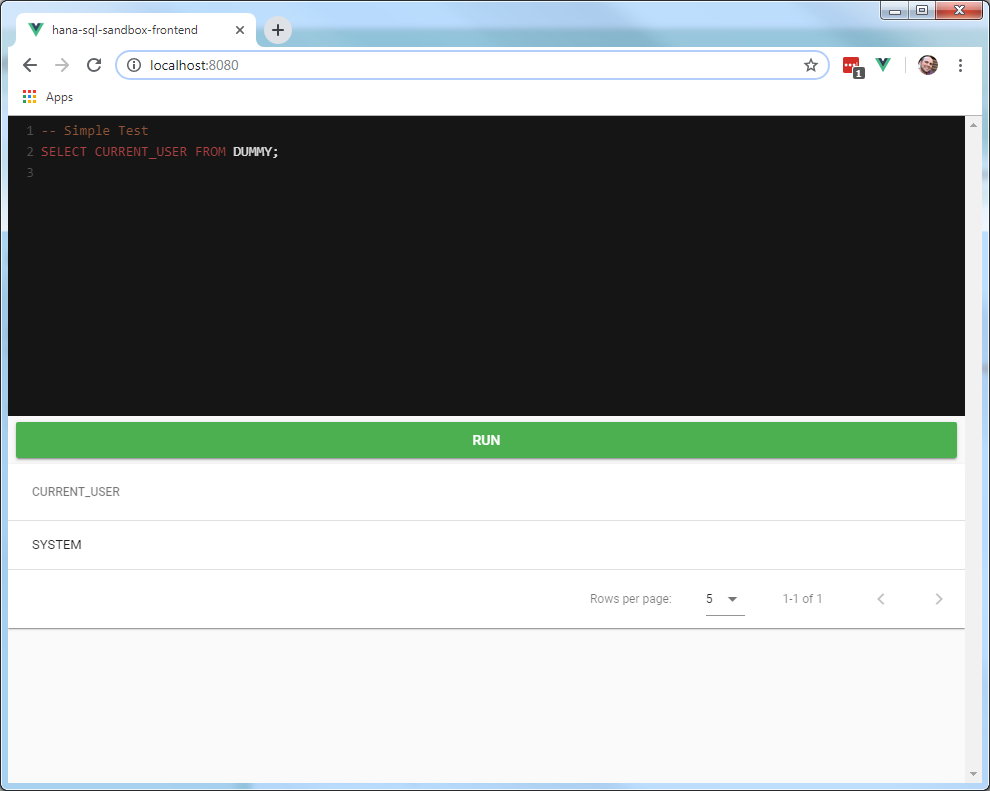 hana-sql-sandbox-frontend
localhost:8080
1
Apps
1 -- Simple Test
2 SELECT CURRENT_USER FROM DUMMY;
3
RUN
CURRENT_USER
SYSTEM
Rows per page: 5 1-1 of 1